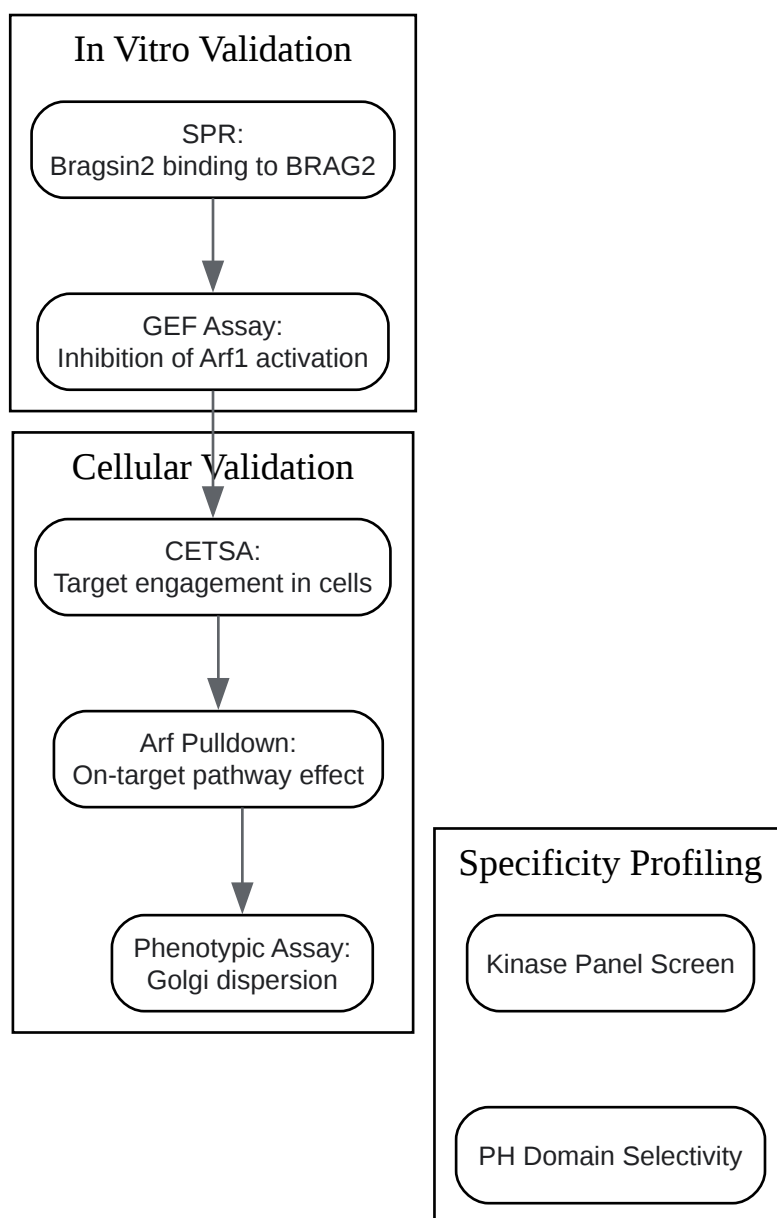 In Vitro Validation
SPR:
Bragsin2 binding to BRAG2
GEF Assay:
Inhibition of Arf1 activation
Cellular Validation
CETSA:
Target engagement in cells
Arf Pulldown:
On-target pathway effect
Phenotypic Assay:
Golgi dispersion
Specificity Profiling
Kinase Panel Screen
PH Domain Selectivity